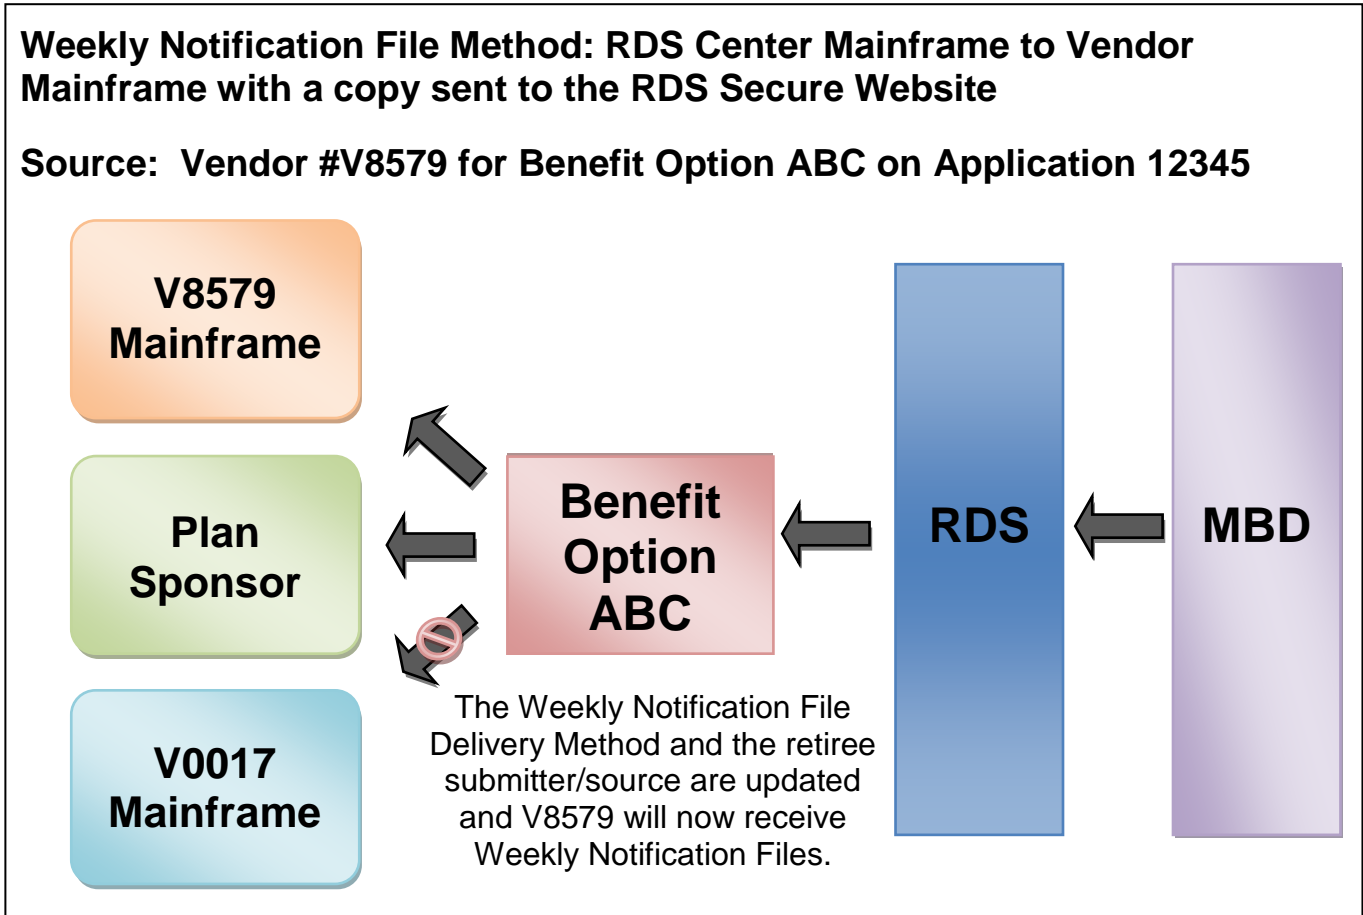 Weekly Notification File Method: RDS Center Mainframe to Vendor
Mainframe with a copy sent to the RDS Secure Website
Source:  Vendor #V8579 for Benefit Option ABC on Application 12345
V8579
Mainframe
Plan
Sponsor
V0017
Mainframe
Benefit
Option
ABC
RDS
MBD
The Weekly Notification File
Delivery Method and the retiree
submitter/source are updated
and V8579 will now receive
Weekly Notification Files.